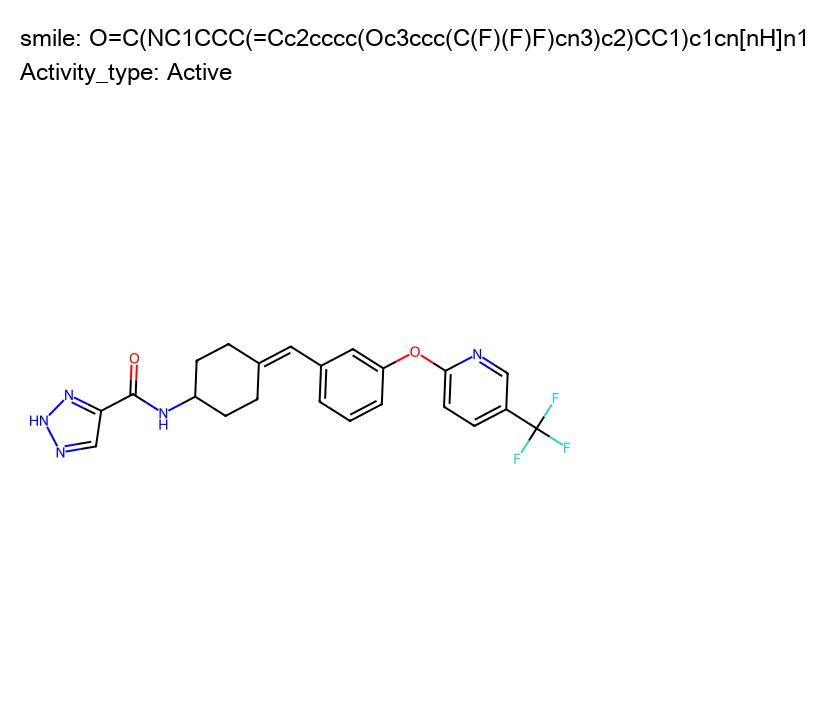 smile: O=C(NC1CCC(=Cc2cccc(Oc3ccc(C(F)(F)F)cn3)c2)CC1)c1cn[nH]n1
Activity_type: Active
O
N
HN
N
N
H
O
N
F
F
F